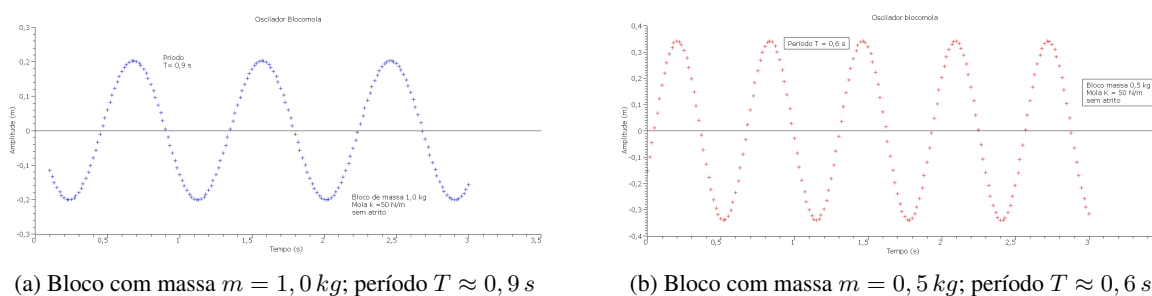 Oscilador Blocomola
0,3
0,2
0,1
0
-0,1
-0,2
-0,3
Amplitude (m)
Príodo
T= 0,9 s
Bloco de massa 1,0 kg
Mola k =50 N/m
sem atrito
0
0,5
1
1,5
2
2,5
3
3,5
Tempo (s)
(a) Bloco com massa m = 1, 0 kg; período T ≈ 0, 9 s
Oscilador blocomola
0,4
0,3
0,2
0,1
0
-0,1
-0,2
-0,3
-0,4
Amplitude (m)
Periodo T = 0,6 s
Bloco massa 0,5 kg
Mola K = 50 N/m
sem atrito
0
0,5
1
1,5
2
2,5
3
Tempo (s)
(b) Bloco com massa m = 0, 5 kg; período T ≈ 0, 6 s